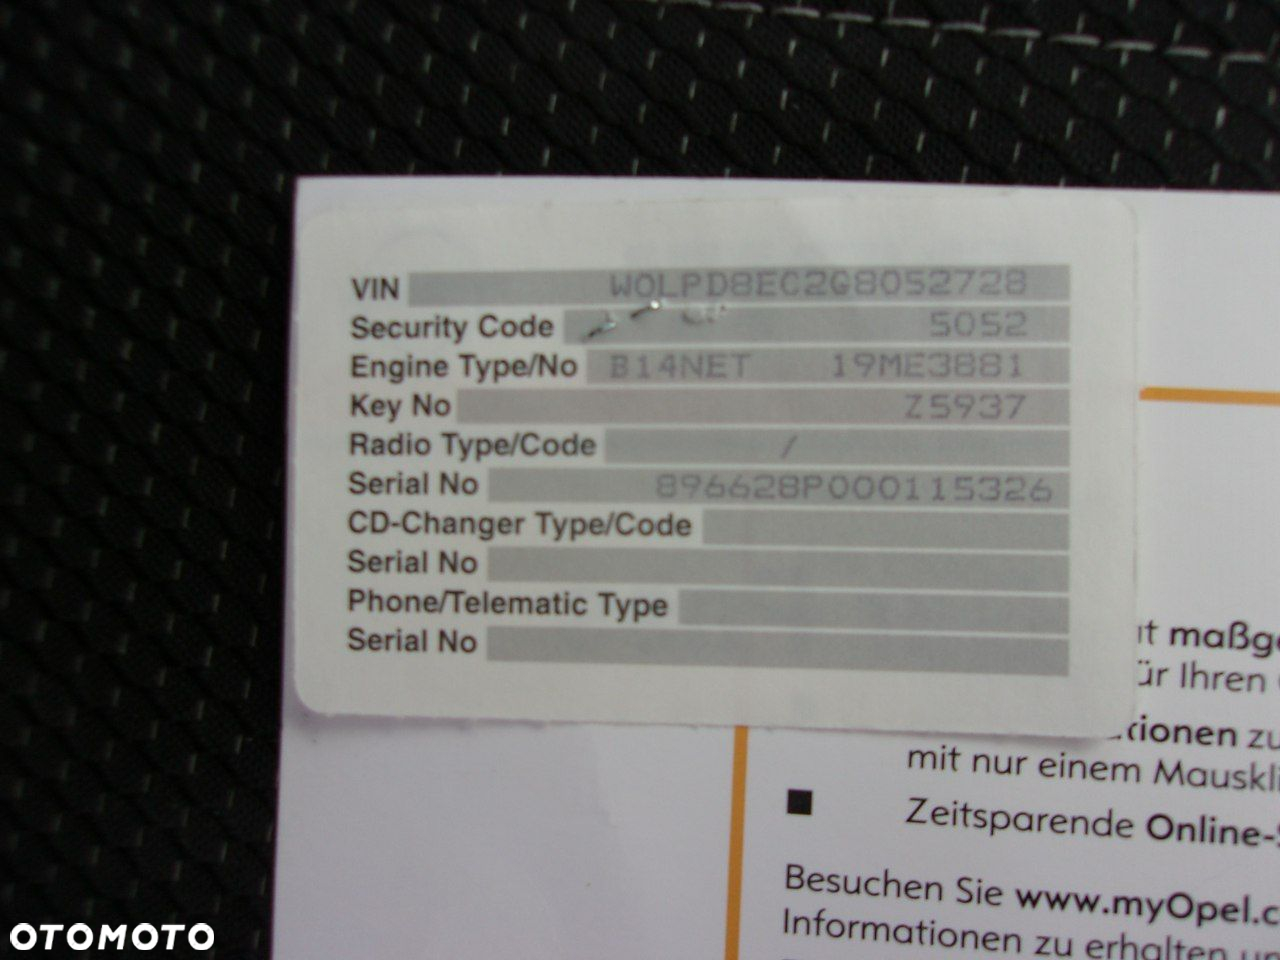 VIN W0LPD8EC2G8052728
Security Code 5052
Engine Type/No B14NET 19ME3881
Key No Z5937
Radio Type/Code /
Serial No 896628P000115326
CD-Changer Type/Code
Serial No
Phone/Telematic Type
Serial No
maßge
ür Ihren
tionen zu
mit nur einem Mauskli
■ Zeitsparende Online-S
Besuchen Sie www.myOpel.c
Informationen zu erhalten
OTOMOTO